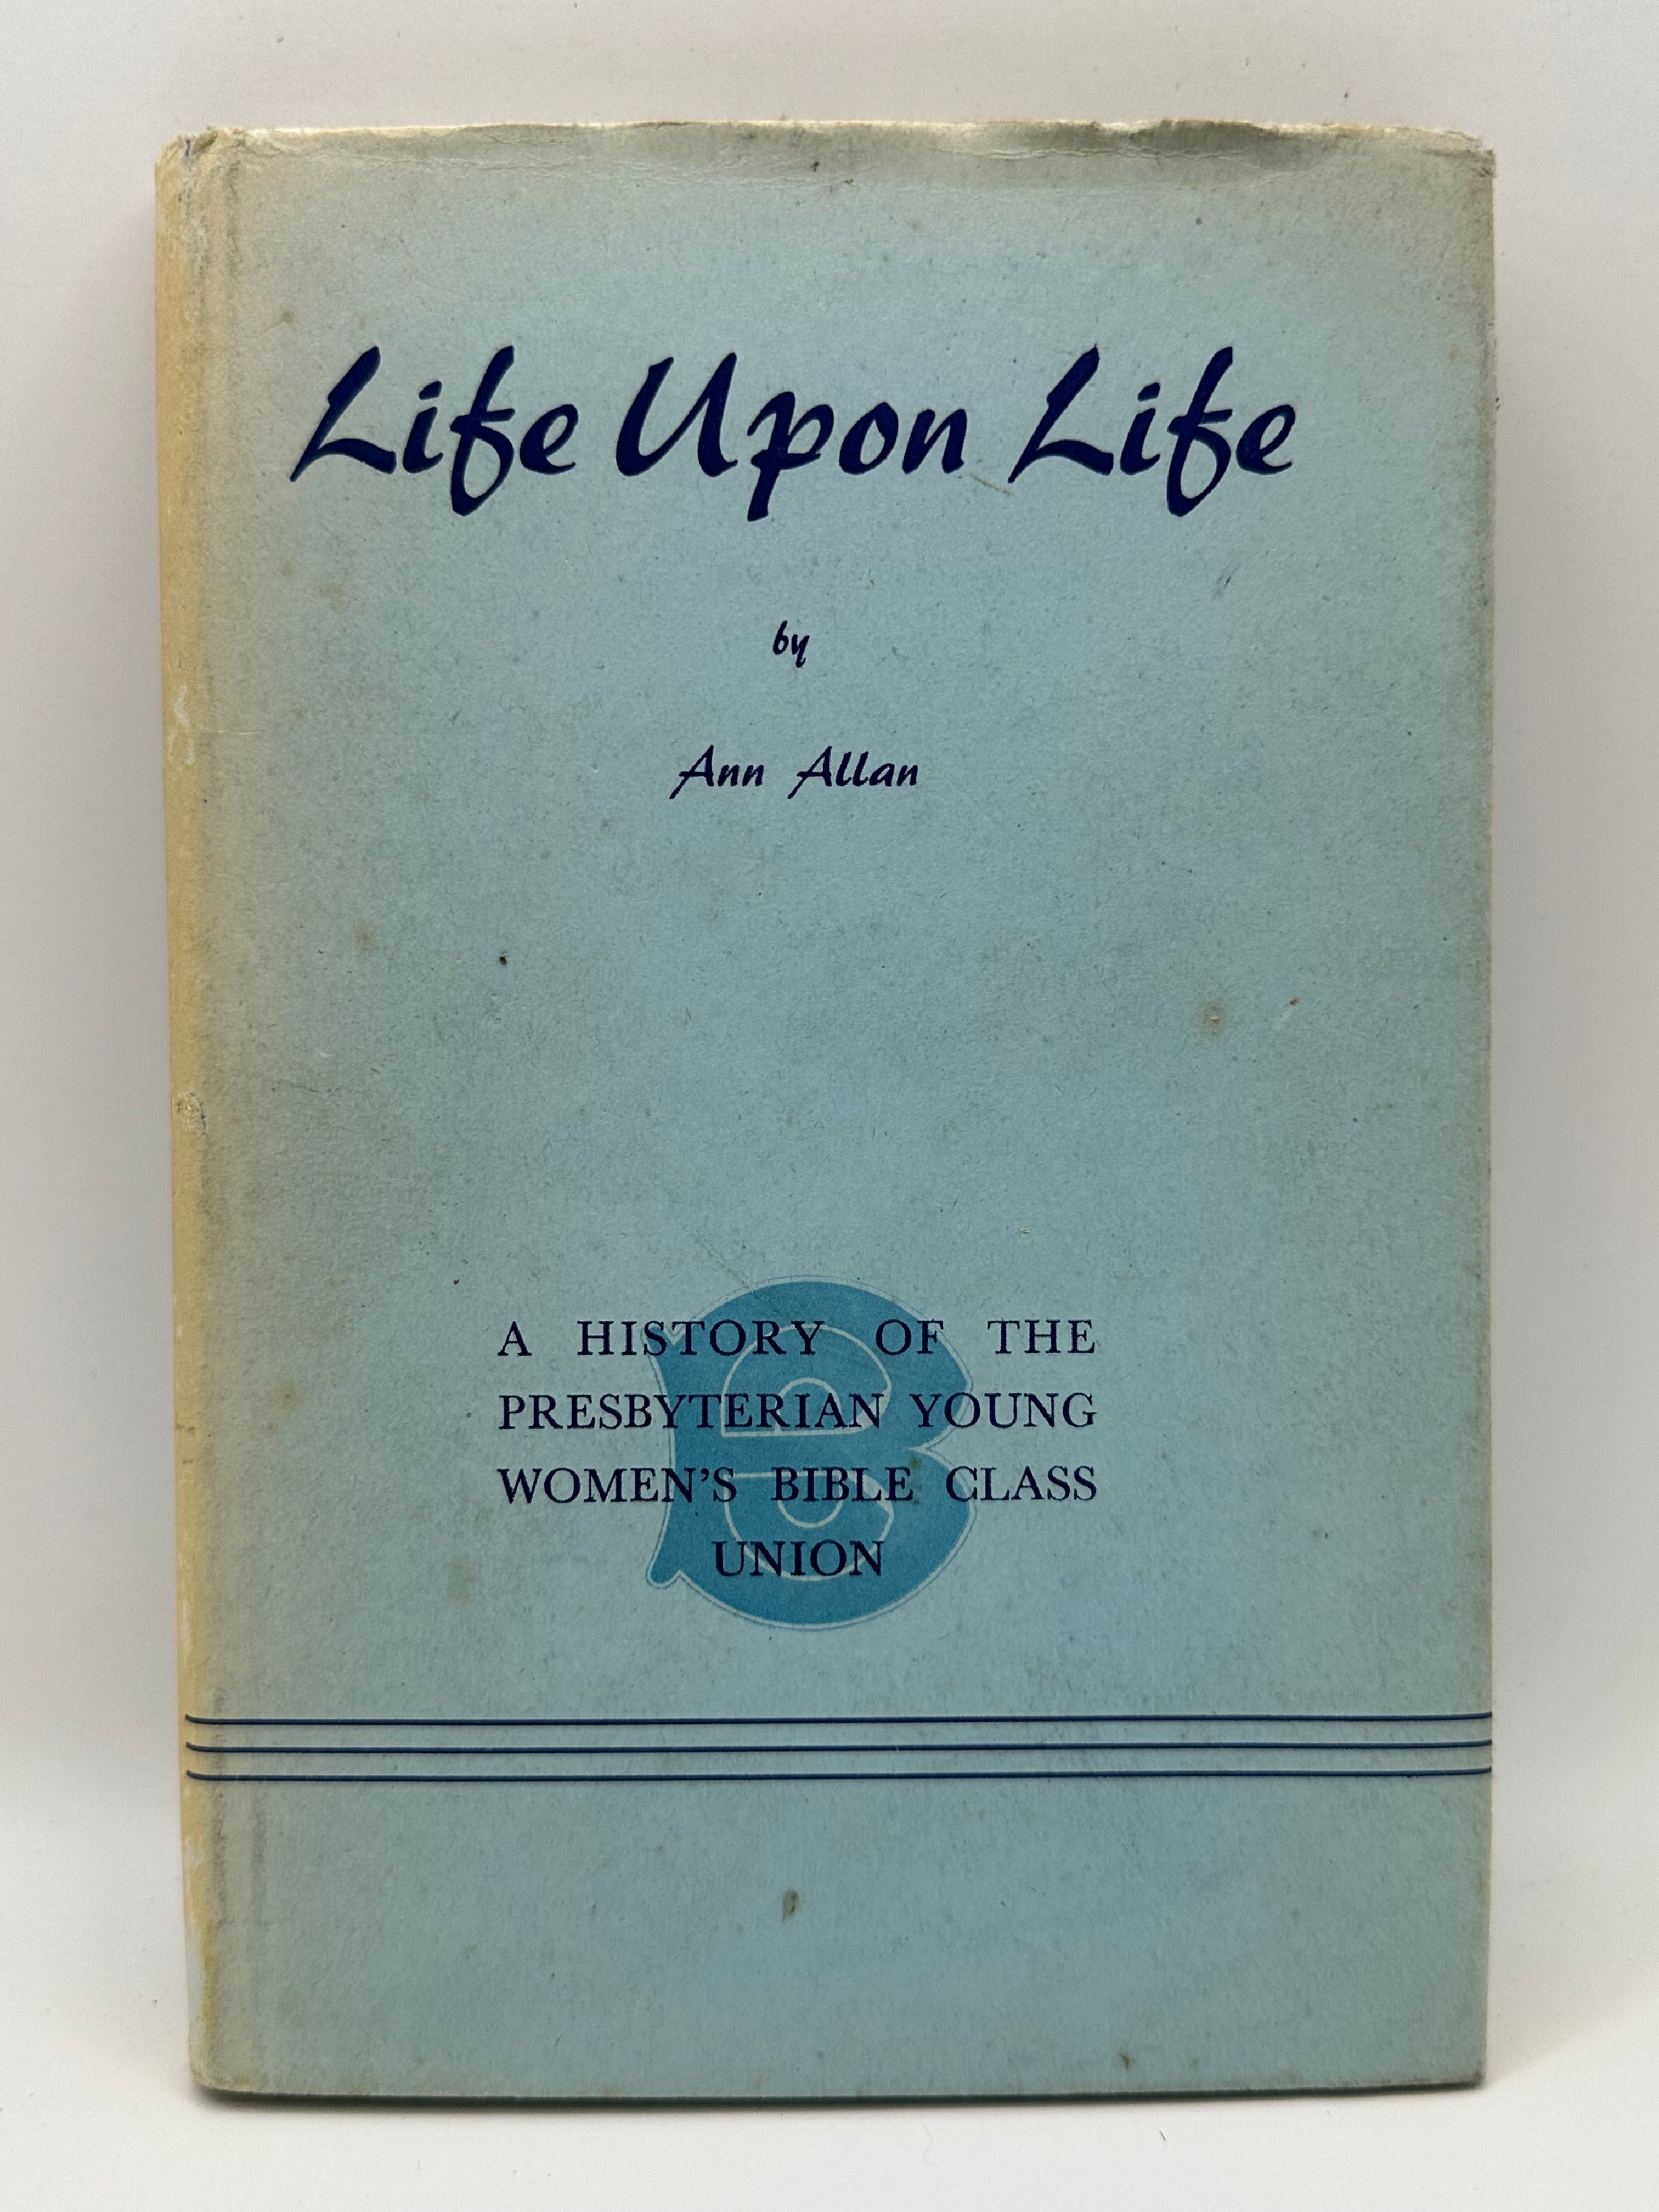 Life Upon Life
by
Ann Allan
A HISTORY OF THE
PRESBYTERIAN YOUNG
WOMEN'S BIBLE CLASS
UNION
B